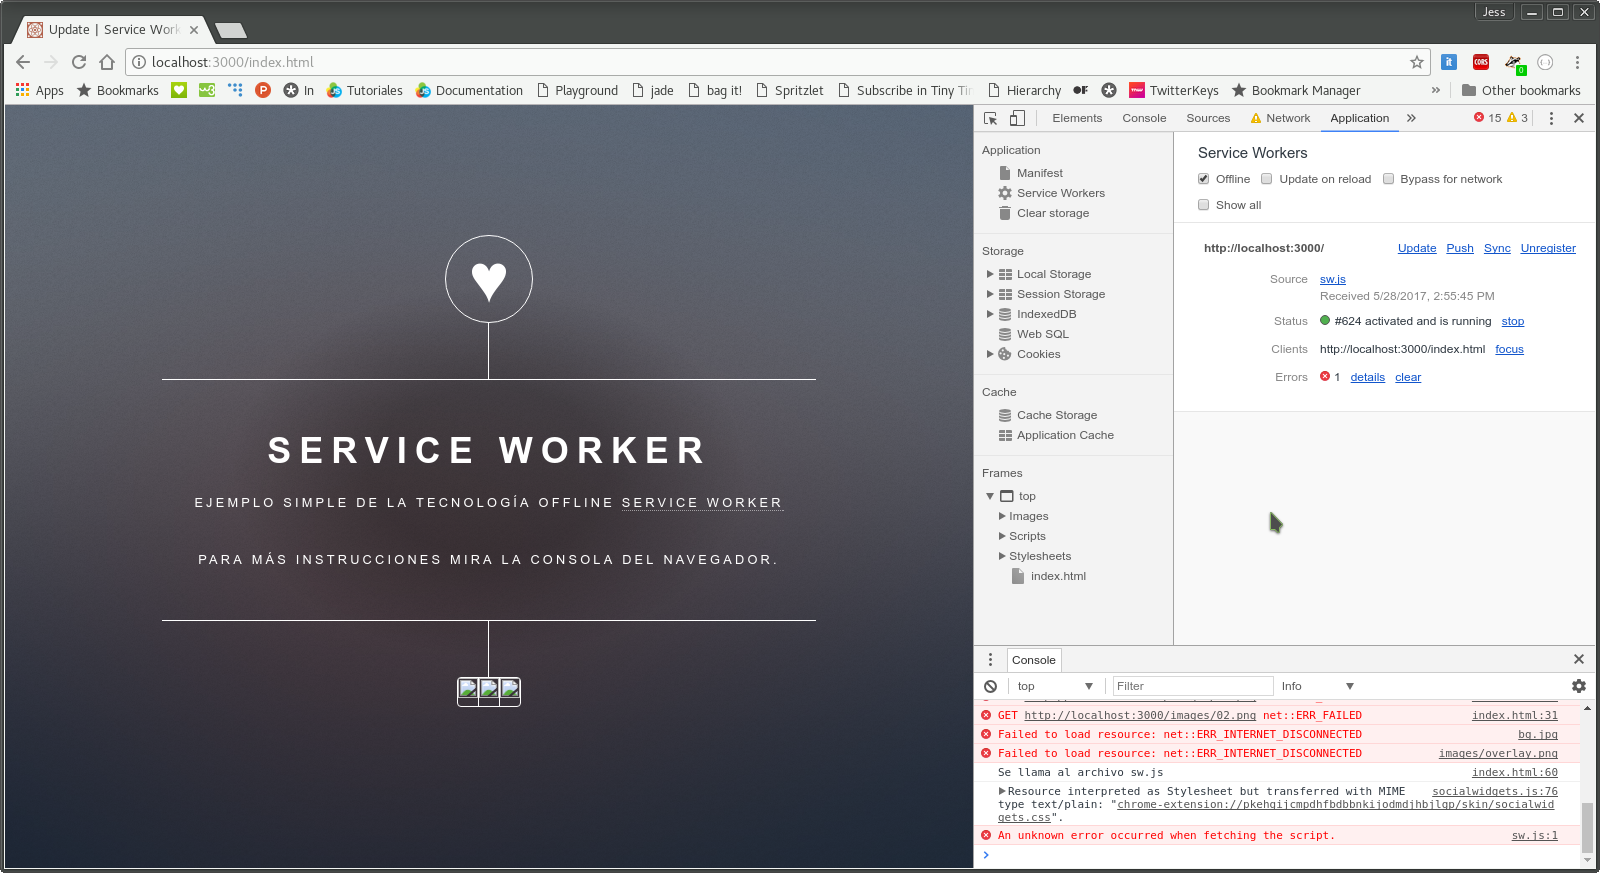 Jess
Update | Service Work
localhost:3000/index.html
it
CORS
0
Apps
Bookmarks
In
Tutoriales
Documentation
Playground
jade
bag it!
Spritzlet
Subscribe in Tiny Tin
Hierarchy
TwitterKeys
Bookmark Manager
»
Other bookmarks
SERVICE WORKER
EJEMPLO SIMPLE DE LA TECNOLOGÍA OFFLINE SERVICE WORKER
PARA MÁS INSTRUCCIONES MIRA LA CONSOLA DEL NAVEGADOR.
Elements Console Sources Network Application » 15 3
Application
Manifest
Service Workers
Clear storage
Storage
Local Storage
Session Storage
IndexedDB
Web SQL
Cookies
Cache
Cache Storage
Application Cache
Frames
top
Images
Scripts
Stylesheets
index.html
Service Workers
Offline Update on reload Bypass for network
Show all
http://localhost:3000/ Update Push Sync Unregister
Source sw.js
Received 5/28/2017, 2:55:45 PM
Status #624 activated and is running stop
Clients http://localhost:3000/index.html focus
Errors 1 details clear
Console
top Filter Info
GET http://localhost:3000/images/02.png net::ERR_FAILED index.html:31
Failed to load resource: net::ERR_INTERNET_DISCONNECTED bg.jpg
Failed to load resource: net::ERR_INTERNET_DISCONNECTED images/overlay.png
Se llama al archivo sw.js index.html:60
Resource interpreted as Stylesheet but transferred with MIME socialwidgets.js:76
type text/plain: "chrome-extension://pkehgijcmpdhfbdbbnkijodmdjhbjlgp/skin/socialwid
gets.css".
An unknown error occurred when fetching the script. sw.js:1